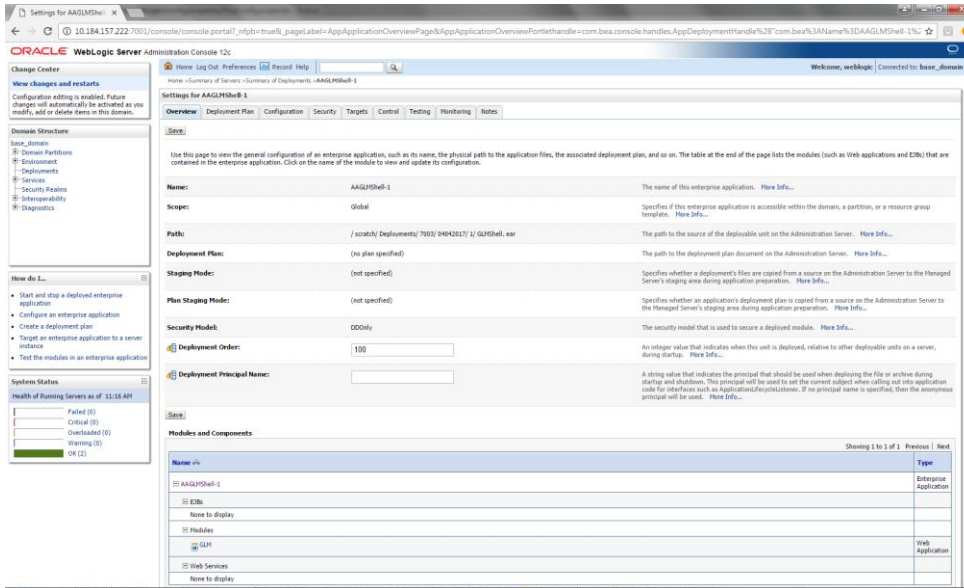 Settings for AAGLMShell
10.184.157.222:7001/console/console.portal?_nfpb=true&_pageLabel=AppApplicationOverviewPage&AppApplicationOverviewPortlethandle=com.bea.console.handles.AppDeploymentHandle%28"com.bea%3AName%3DAAGLMShell-1%2
ORACLE WebLogic Server Administration Console 12c
Change Center
View changes and restarts
Configuration editing is enabled. Future
changes will automatically be activated as you
modify, add or delete items in this domain.
Domain Structure
base_domain
Domain Partitions
Environment
Deployments
Services
Security Realms
Interoperability
Diagnostics
How do I...
Start and stop a deployed enterprise
application
Configure an enterprise application
Create a deployment plan
Target an enterprise application to a server
instance
Test the modules in an enterprise application
System Status
Health of Running Servers as of 11:16 AM
Failed (0)
Critical (0)
Overloaded (0)
Warning (0)
OK (2)
Home Log Out Preferences Record Help
Welcome, weblogic Connected to: base_domain
Home >Summary of Servers >Summary of Deployments >AAGLMShell-1
Settings for AAGLMShell-1
Overview Deployment Plan Configuration Security Targets Control Testing Monitoring Notes
Save
Use this page to view the general configuration of an enterprise application, such as its name, the physical path to the application files, the associated deployment plan, and so on. The table at the end of the page lists the modules (such as Web applications and EJBs) that are
contained in the enterprise application. Click on the name of the module to view and update its configuration.
Name: AAGLMShell-1 The name of this enterprise application. More Info...
Scope: Global Specifies if this enterprise application is accessible within the domain, a partition, or a resource group
template. More Info...
Path: / scratch/ Deployments/ 7003/ 04042017/ 1/ GLMShell. ear The path to the source of the deployable unit on the Administration Server. More Info...
Deployment Plan: (no plan specified) The path to the deployment plan document on the Administration Server. More Info...
Staging Mode: (not specified) Specifies whether a deployment's files are copied from a source on the Administration Server to the Managed
Server's staging area during application preparation. More Info...
Plan Staging Mode: (not specified) Specifies whether an application's deployment plan is copied from a source on the Administration Server to
the Managed Server's staging area during application preparation. More Info...
Security Model: DDOnly The security model that is used to secure a deployed module. More Info...
Deployment Order: 100 An integer value that indicates when this unit is deployed, relative to other deployable units on a server,
during startup. More Info...
Deployment Principal Name: A string value that indicates the principal that should be used when deploying the file or archive during
startup and shutdown. This principal will be used to set the current subject when calling out into application
code for interfaces such as ApplicationLifecycleListener. If no principal name is specified, then the anonymous
principal will be used. More Info...
Save
Modules and Components
Showing 1 to 1 of 1 Previous Next
Name Type
AAGLMShell-1 Enterprise
Application
EJBs
None to display
Modules
GLM Web
Application
Web Services
None to display